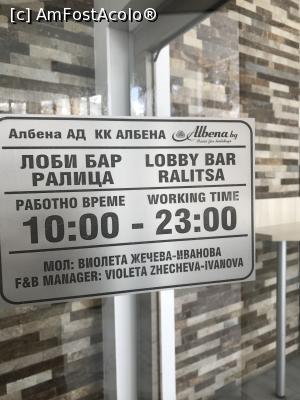 [c] AmFostAcolo®
Албена АД КК АЛБЕНА Albena.bg
ЛОБИ БАР LOBBY BAR
РАЛИЦА RALITSA
РАБОТНО ВРЕМЕ WORKING TIME
10:00 - 23:00
МОЛ: ВИОЛЕТА ЖЕЧЕВА-ИВАНОВА
F&B MANAGER: VIOLETA ZHECHEVA-IVANOVA